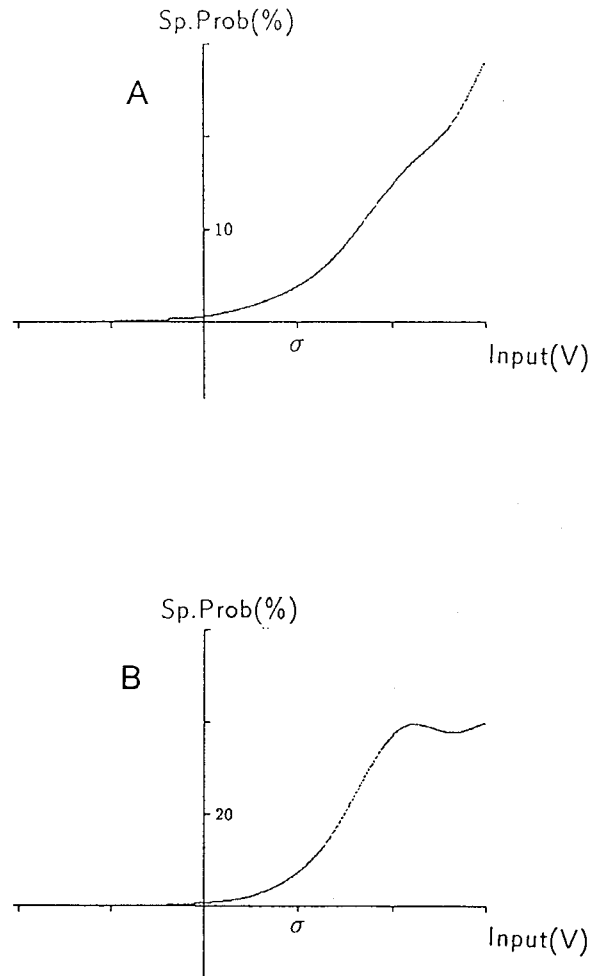 Sp.Prob(%)
A
10
σ
Input(V)
Sp.Prob(%)
B
20
σ
Input(V)